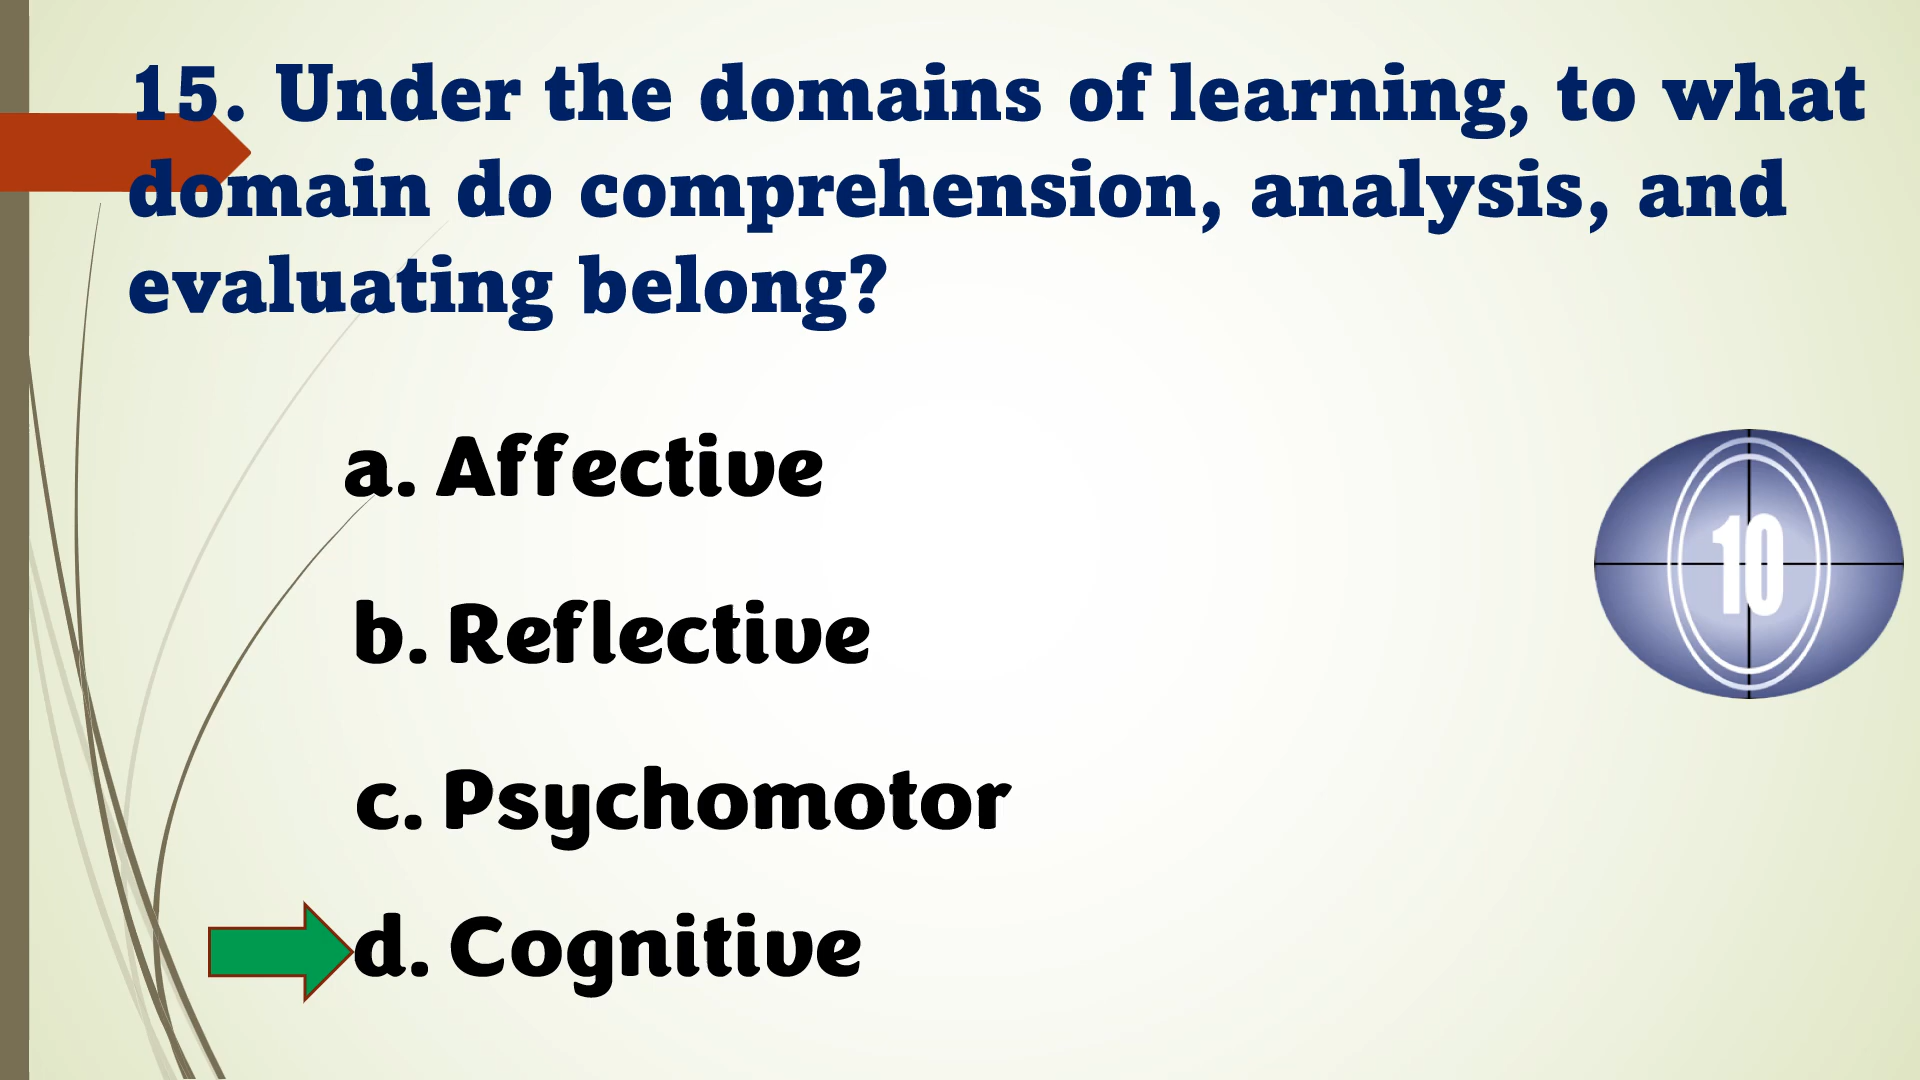 15. Under the domains of learning, to what
domain do comprehension, analysis, and
evaluating belong?
a. Affective
b. Reflective
10
c. Psychomotor
d. Cognitive